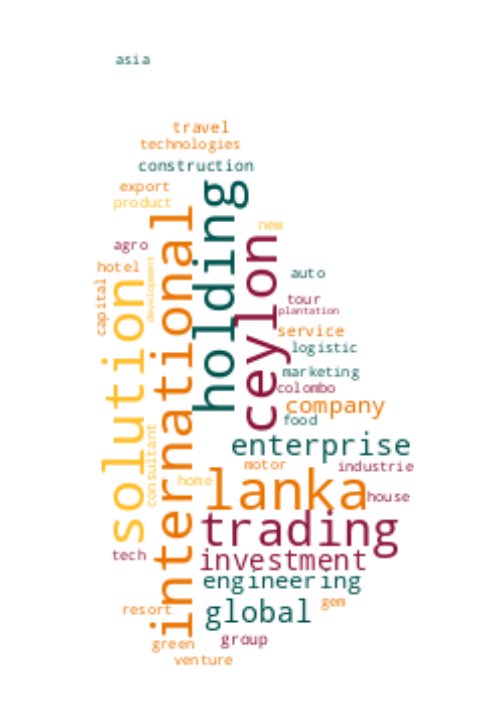 asia
travel
technologies
construction
export
product
holding
international
new
ceylon
agro
development
hotel
auto
capital
solution
tour
plantation
service
logistic
marketing
colombo
company
food
consultant
enterprise
motor
industrie
home
lanka
house
trading
tech
investment
engineering
resort
global
gem
green
group
venture